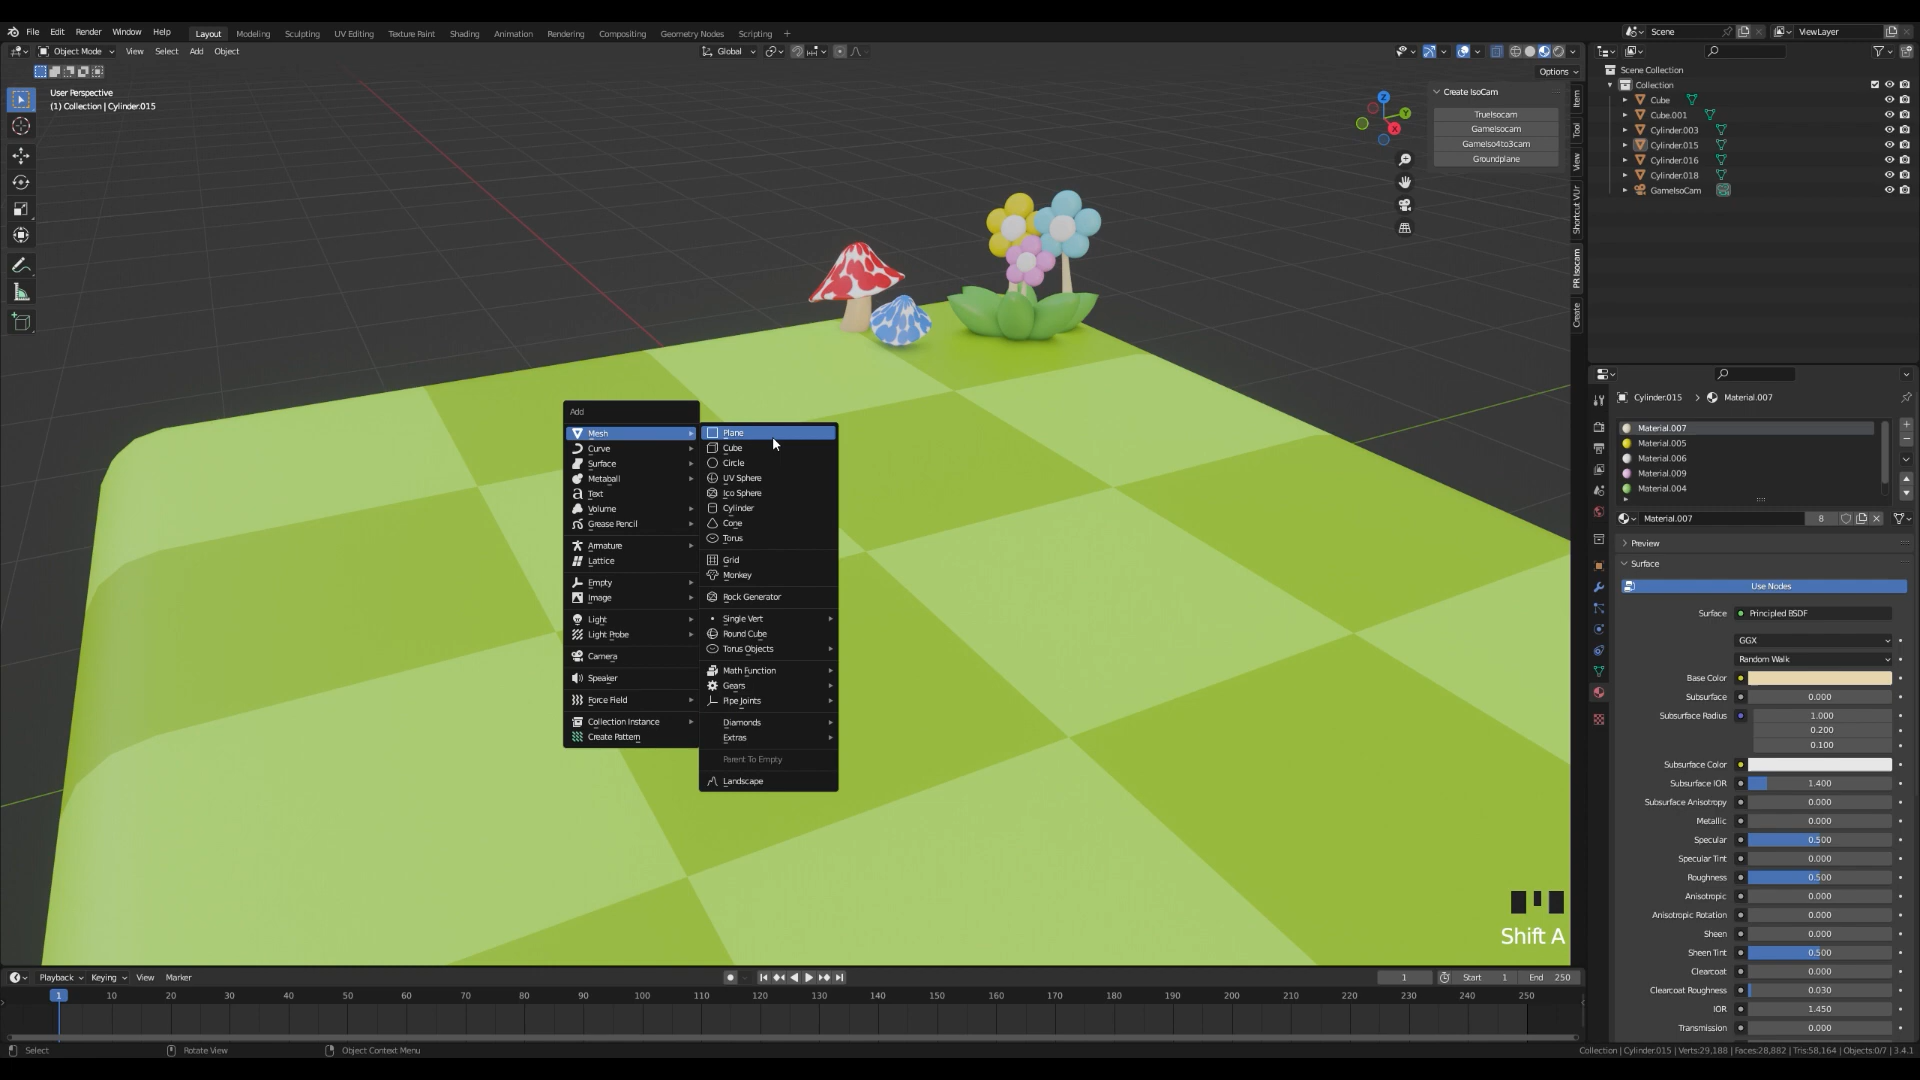 File Edit Render Window Help Layout Modeling Sculpting UV Editing Texture Paint Shading Animation Rendering Compositing Geometry Nodes Scripting + Scene ViewLayer
Object Mode View Select Add Object Global
Options
User Perspective
(1) Collection | Cylinder.015
Create IsoCam
TrueIsocam
GameIsocam
GameIso4to3cam
Groundplane
Item
Tool
View
Shortcut VUr
PR Isocam
Create
Z
Y
X
Scene Collection
Collection
Cube
Cube.001
Cylinder.003
Cylinder.015
Cylinder.016
Cylinder.018
GameIsoCam
Add
Mesh
Curve
Surface
Metaball
Text
Volume
Grease Pencil
Armature
Lattice
Empty
Image
Light
Light Probe
Camera
Speaker
Force Field
Collection Instance
Create Pattern
Plane
Cube
Circle
UV Sphere
Ico Sphere
Cylinder
Cone
Torus
Grid
Monkey
Rock Generator
Single Vert
Round Cube
Torus Objects
Math Function
Gears
Pipe Joints
Diamonds
Extras
Parent To Empty
Landscape
Shift A
Cylinder.015 > Material.007
Material.007
Material.005
Material.006
Material.009
Material.004
Material.007 8
Preview
Surface
Use Nodes
Surface Principled BSDF
GGX
Random Walk
Base Color
Subsurface 0.000
Subsurface Radius 1.000
0.200
0.100
Subsurface Color
Subsurface IOR 1.400
Subsurface Anisotropy 0.000
Metallic 0.000
Specular 0.500
Specular Tint 0.000
Roughness 0.500
Anisotropic 0.000
Anisotropic Rotation 0.000
Sheen 0.000
Sheen Tint 0.500
Clearcoat 0.000
Clearcoat Roughness 0.030
IOR 1.450
Transmission 0.000
Playback Keying View Marker 1 Start 1 End 250
1 10 20 30 40 50 60 70 80 90 100 110 120 130 140 150 160 170 180 190 200 210 220 230 240 250
Select Rotate View Object Context Menu Collection | Cylinder.015 | Verts:29,188 | Faces:28,882 | Tris:58,164 | Objects:0/7 | 3.4.1